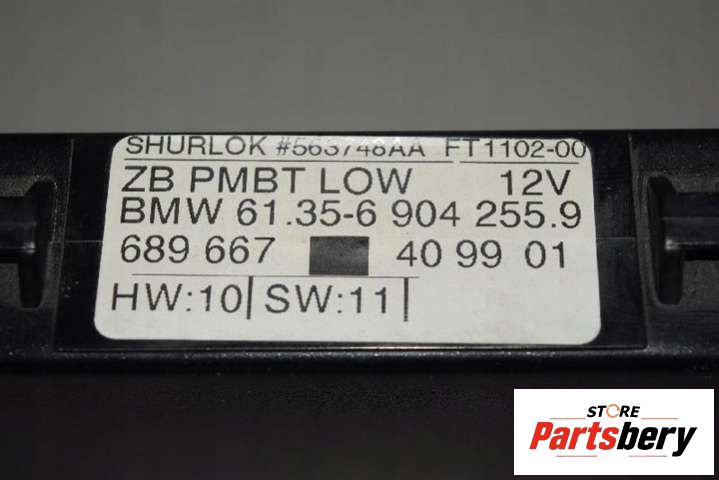 SHURLOK #563748AA FT1102-00
ZB PMBT LOW 12V
BMW 61.35-6 904 255.9
689 667 40 99 01
HW:10| SW:11|
STORE
Partsbery